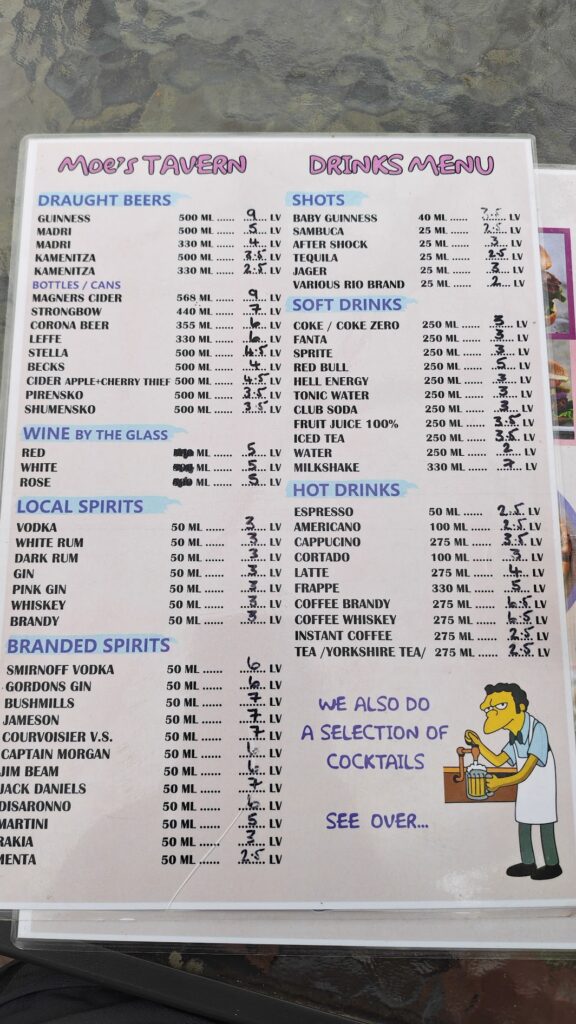 Moe's TAVERN
DRINKS MENU
DRAUGHT BEERS
GUINNESS 500 ML ...... 9 LV
MADRI 500 ML ...... 5 LV
MADRI 330 ML ...... 4 LV
KAMENITZA 500 ML ...... 3.5 LV
KAMENITZA 330 ML ...... 2.5 LV
BOTTLES / CANS
MAGNERS CIDER 568 ML ...... 9 LV
STRONGBOW 440 ML ...... 7 LV
CORONA BEER 355 ML ...... 6 LV
LEFFE 330 ML ...... 6 LV
STELLA 500 ML ...... 4.5 LV
BECKS 500 ML ...... 4 LV
CIDER APPLE+CHERRY THIEF 500 ML ...... 4.5 LV
PIRENSKO 500 ML ...... 3.5 LV
SHUMENSKO 500 ML ...... 3.5 LV
WINE BY THE GLASS
RED ML ...... 5 LV
WHITE ML ...... 5 LV
ROSE ML ...... 5 LV
LOCAL SPIRITS
VODKA 50 ML ...... 3 LV
WHITE RUM 50 ML ...... 3 LV
DARK RUM 50 ML ...... 3 LV
GIN 50 ML ...... 3 LV
PINK GIN 50 ML ...... 3 LV
WHISKEY 50 ML ...... 3 LV
BRANDY 50 ML ...... 3 LV
BRANDED SPIRITS
SMIRNOFF VODKA 50 ML ...... 6 LV
GORDONS GIN 50 ML ...... 6 LV
BUSHMILLS 50 ML ...... 7 LV
JAMESON 50 ML ...... 7 LV
COURVOISIER V.S. 50 ML ...... 7 LV
CAPTAIN MORGAN 50 ML ...... 6 LV
JIM BEAM 50 ML ...... 6 LV
JACK DANIELS 50 ML ...... 7 LV
DISARONNO 50 ML ...... 6 LV
MARTINI 50 ML ...... 5 LV
RAKIA 50 ML ...... 3 LV
MENTA 50 ML ...... 2.5 LV
SHOTS
BABY GUINNESS 40 ML ...... 3.5 LV
SAMBUCA 25 ML ...... 2.5 LV
AFTER SHOCK 25 ML ...... 3 LV
TEQUILA 25 ML ...... 2.5 LV
JAGER 25 ML ...... 3 LV
VARIOUS RIO BRAND 25 ML ...... 2 LV
SOFT DRINKS
COKE / COKE ZERO 250 ML ...... 3 LV
FANTA 250 ML ...... 3 LV
SPRITE 250 ML ...... 3 LV
RED BULL 250 ML ...... 5 LV
HELL ENERGY 250 ML ...... 3 LV
TONIC WATER 250 ML ...... 3 LV
CLUB SODA 250 ML ...... 3 LV
FRUIT JUICE 100% 250 ML ...... 3.5 LV
ICED TEA 250 ML ...... 3.5 LV
WATER 250 ML ...... 2 LV
MILKSHAKE 330 ML ...... 7 LV
HOT DRINKS
ESPRESSO 50 ML ...... 2.5 LV
AMERICANO 100 ML ...... 2.5 LV
CAPPUCINO 275 ML ...... 3.5 LV
CORTADO 100 ML ...... 3 LV
LATTE 275 ML ...... 4 LV
FRAPPE 330 ML ...... 5 LV
COFFEE BRANDY 275 ML ...... 6.5 LV
COFFEE WHISKEY 275 ML ...... 6.5 LV
INSTANT COFFEE 275 ML ...... 2.5 LV
TEA /YORKSHIRE TEA/ 275 ML ...... 2.5 LV
WE ALSO DO
A SELECTION OF
COCKTAILS
SEE OVER...